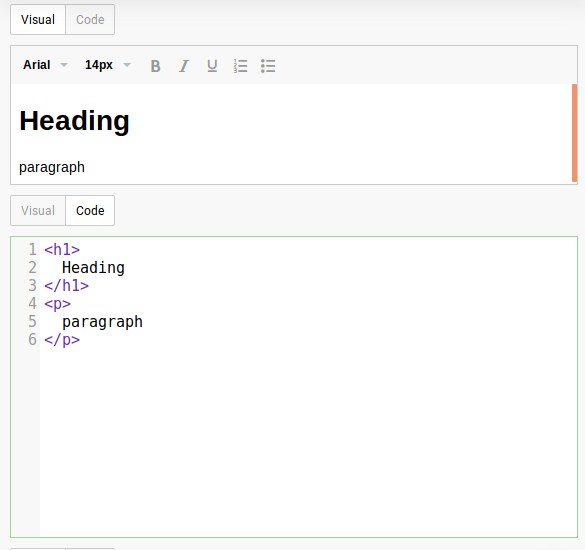 Visual Code
Arial 14px B I U
Heading
paragraph
Visual Code
1 <h1>
2 Heading
3 </h1>
4 <p>
5 paragraph
6 </p>